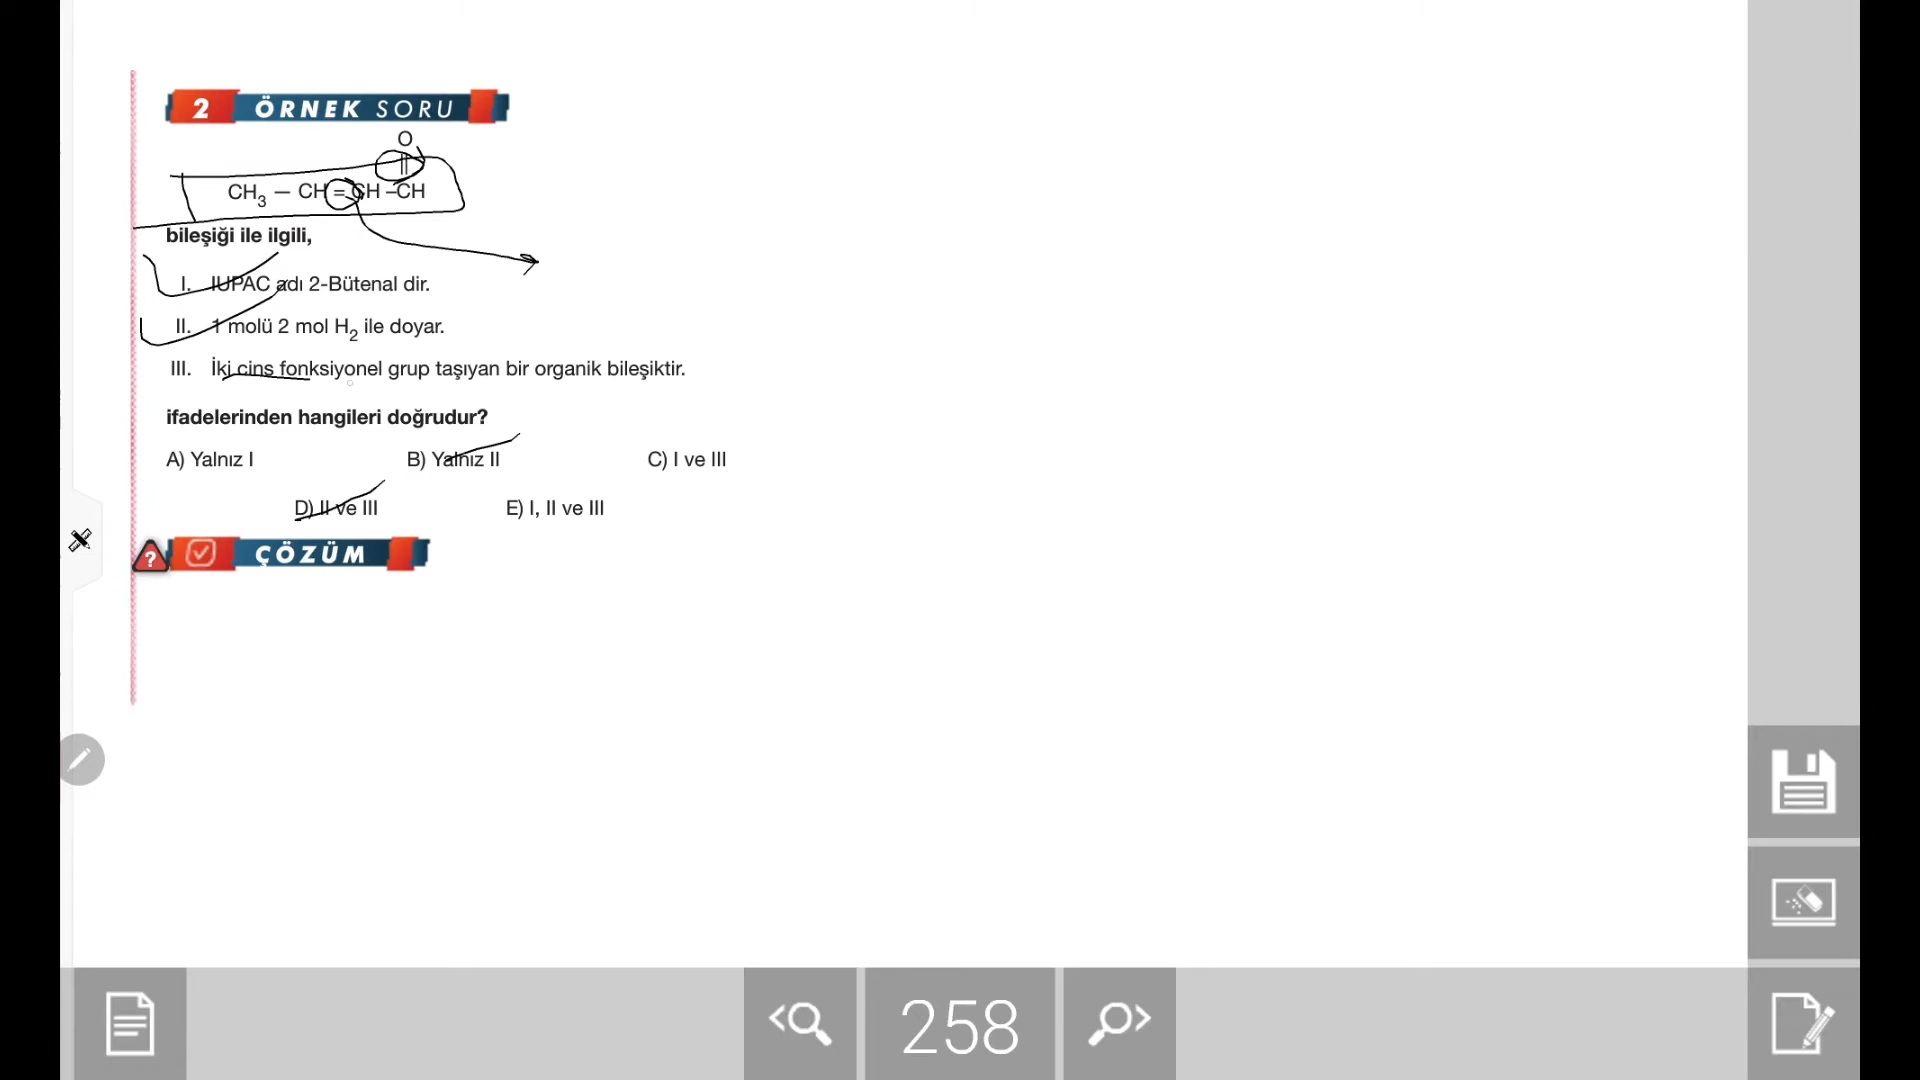 2 ÖRNEK SORU
O
||
CH3 — CH = CH – CH
bileşiği ile ilgili,
I. IUPAC adı 2-Bütenal dir.
II. 1 molü 2 mol H2 ile doyar.
III. İki cins fonksiyonel grup taşıyan bir organik bileşiktir.
ifadelerinden hangileri doğrudur?
A) Yalnız I B) Yalnız II C) I ve III
D) II ve III E) I, II ve III
? ÇÖZÜM
258